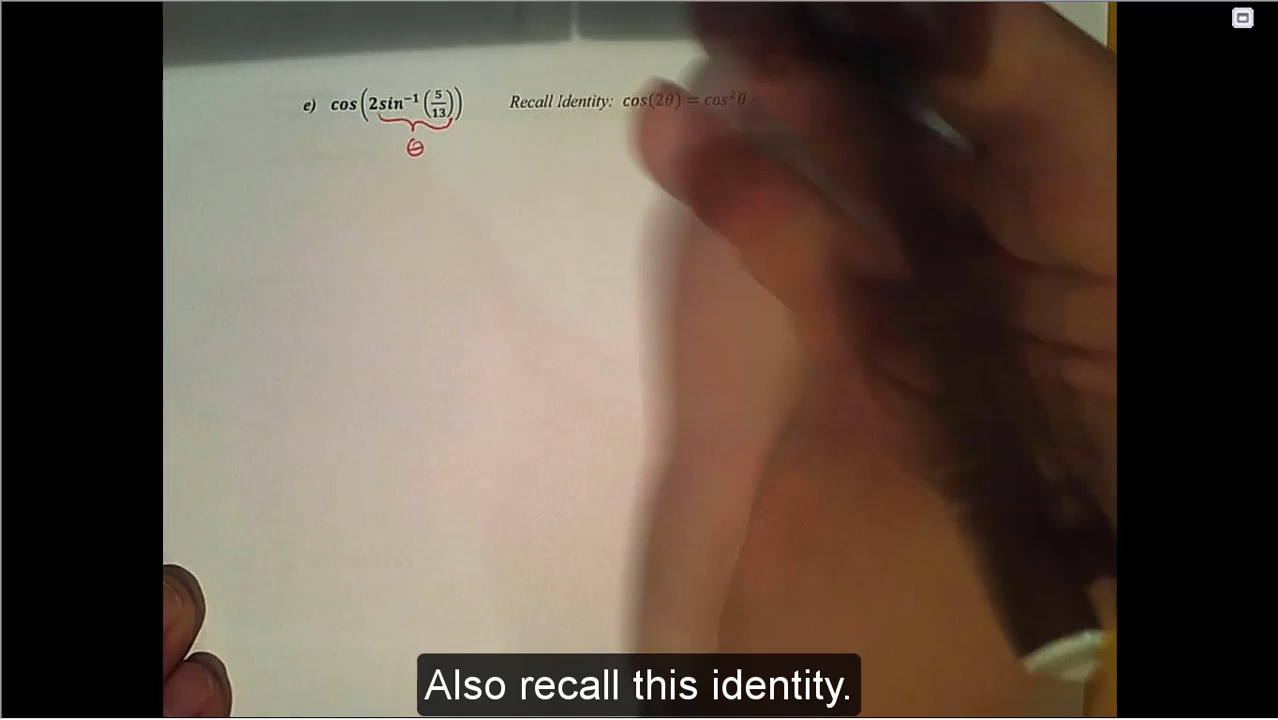 e) cos(2sin⁻¹(5/13)) Recall Identity: cos(2θ) = cos²θ
θ
Also recall this identity.